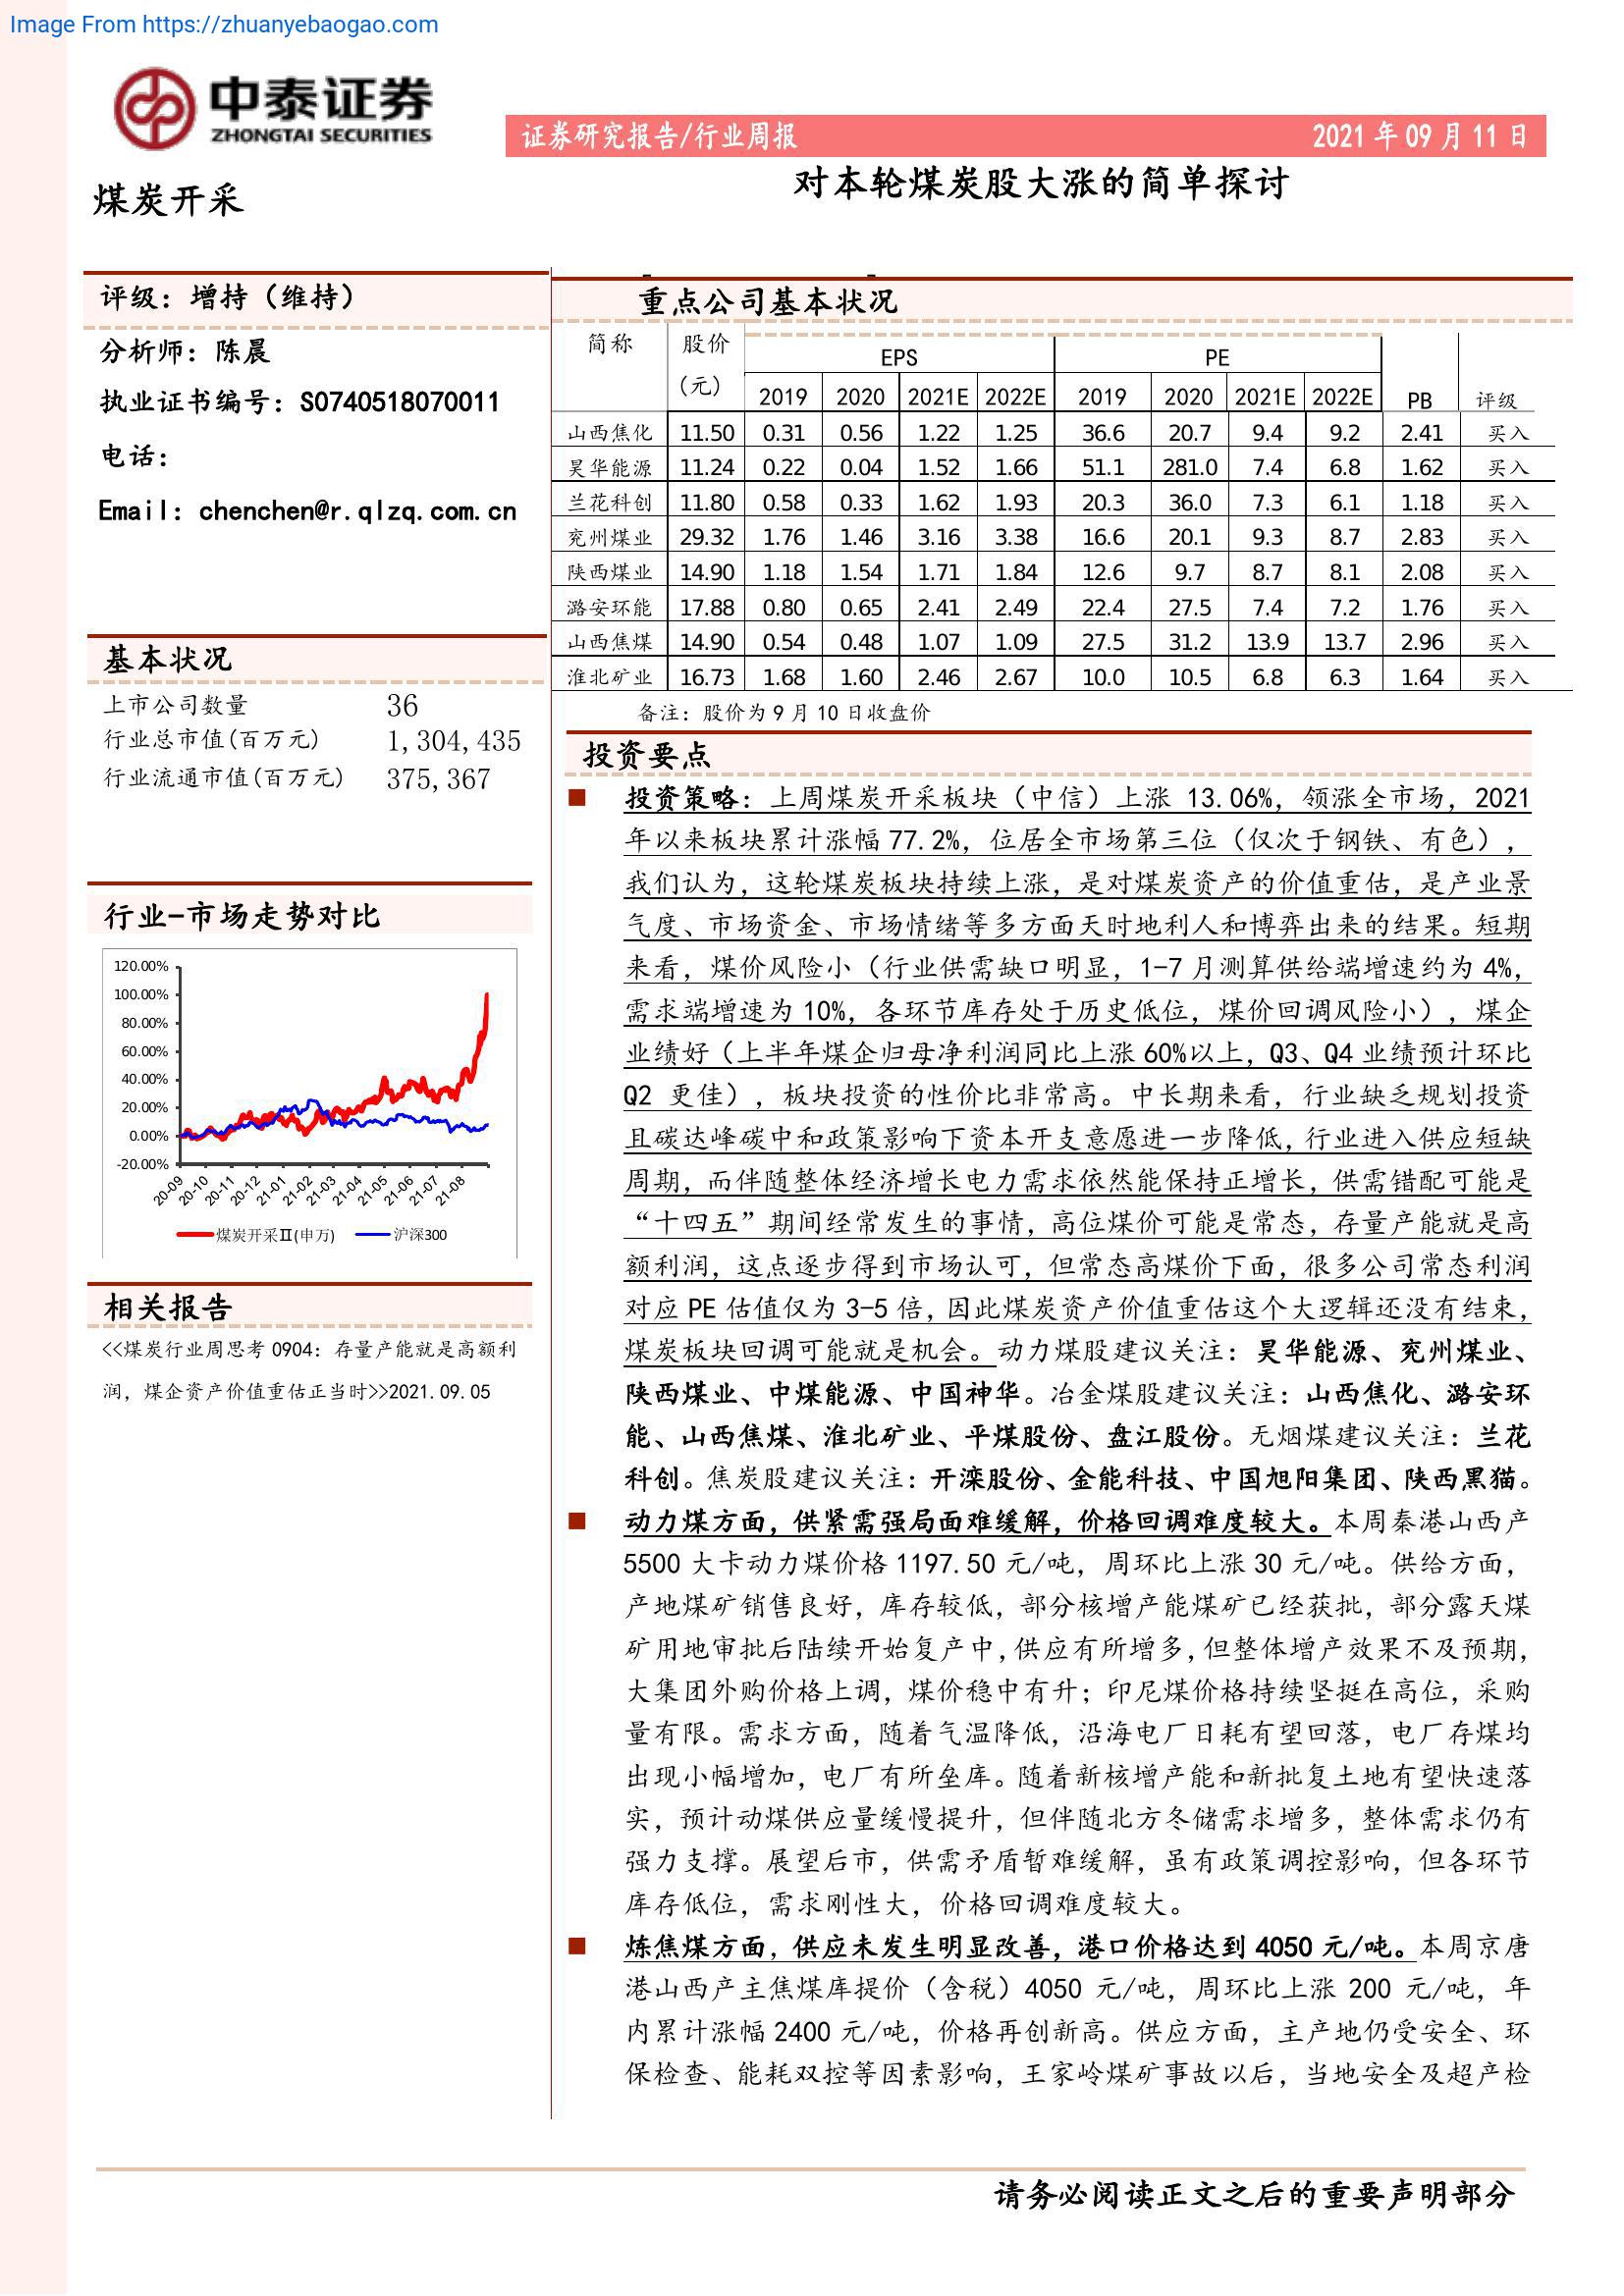 Image From https://zhuanyebaogao.com
中泰证券
ZHONGTAI SECURITIES
证券研究报告/行业周报 2021 年 09 月 11 日
煤炭开采
对本轮煤炭股大涨的简单探讨
评级：增持（维持）
分析师：陈晨
执业证书编号：S0740518070011
电话：
Email：chenchen@r.qlzq.com.cn
基本状况
上市公司数量 36
行业总市值(百万元) 1,304,435
行业流通市值(百万元) 375,367
行业-市场走势对比
120.00%
100.00%
80.00%
60.00%
40.00%
20.00%
0.00%
-20.00%
20-09 20-10 20-11 20-12 21-01 21-02 21-03 21-04 21-05 21-06 21-07 21-08
煤炭开采Ⅱ(申万) 沪深300
相关报告
<<煤炭行业周思考 0904：存量产能就是高额利
润，煤企资产价值重估正当时>>2021.09.05
重点公司基本状况
简称 股价 EPS PE
(元) 2019 2020 2021E 2022E 2019 2020 2021E 2022E PB 评级
山西焦化 11.50 0.31 0.56 1.22 1.25 36.6 20.7 9.4 9.2 2.41 买入
昊华能源 11.24 0.22 0.04 1.52 1.66 51.1 281.0 7.4 6.8 1.62 买入
兰花科创 11.80 0.58 0.33 1.62 1.93 20.3 36.0 7.3 6.1 1.18 买入
兖州煤业 29.32 1.76 1.46 3.16 3.38 16.6 20.1 9.3 8.7 2.83 买入
陕西煤业 14.90 1.18 1.54 1.71 1.84 12.6 9.7 8.7 8.1 2.08 买入
潞安环能 17.88 0.80 0.65 2.41 2.49 22.4 27.5 7.4 7.2 1.76 买入
山西焦煤 14.90 0.54 0.48 1.07 1.09 27.5 31.2 13.9 13.7 2.96 买入
淮北矿业 16.73 1.68 1.60 2.46 2.67 10.0 10.5 6.8 6.3 1.64 买入
备注：股价为 9 月 10 日收盘价
投资要点
■ 投资策略：上周煤炭开采板块（中信）上涨 13.06%，领涨全市场，2021
年以来板块累计涨幅 77.2%，位居全市场第三位（仅次于钢铁、有色），
我们认为，这轮煤炭板块持续上涨，是对煤炭资产的价值重估，是产业景
气度、市场资金、市场情绪等多方面天时地利人和博弈出来的结果。短期
来看，煤价风险小（行业供需缺口明显，1-7 月测算供给端增速约为 4%，
需求端增速为 10%，各环节库存处于历史低位，煤价回调风险小），煤企
业绩好（上半年煤企归母净利润同比上涨 60%以上，Q3、Q4 业绩预计环比
Q2 更佳），板块投资的性价比非常高。中长期来看，行业缺乏规划投资
且碳达峰碳中和政策影响下资本开支意愿进一步降低，行业进入供应短缺
周期，而伴随整体经济增长电力需求依然能保持正增长，供需错配可能是
“十四五”期间经常发生的事情，高位煤价可能是常态，存量产能就是高
额利润，这点逐步得到市场认可，但常态高煤价下面，很多公司常态利润
对应 PE 估值仅为 3-5 倍，因此煤炭资产价值重估这个大逻辑还没有结束，
煤炭板块回调可能就是机会。动力煤股建议关注：昊华能源、兖州煤业、
陕西煤业、中煤能源、中国神华。冶金煤股建议关注：山西焦化、潞安环
能、山西焦煤、淮北矿业、平煤股份、盘江股份。无烟煤建议关注：兰花
科创。焦炭股建议关注：开滦股份、金能科技、中国旭阳集团、陕西黑猫。
■ 动力煤方面，供紧需强局面难缓解，价格回调难度较大。本周秦港山西产
5500 大卡动力煤价格 1197.50 元/吨，周环比上涨 30 元/吨。供给方面，
产地煤矿销售良好，库存较低，部分核增产能煤矿已经获批，部分露天煤
矿用地审批后陆续开始复产中，供应有所增多，但整体增产效果不及预期，
大集团外购价格上调，煤价稳中有升；印尼煤价格持续坚挺在高位，采购
量有限。需求方面，随着气温降低，沿海电厂日耗有望回落，电厂存煤均
出现小幅增加，电厂有所垒库。随着新核增产能和新批复土地有望快速落
实，预计动煤供应量缓慢提升，但伴随北方冬储需求增多，整体需求仍有
强力支撑。展望后市，供需矛盾暂难缓解，虽有政策调控影响，但各环节
库存低位，需求刚性大，价格回调难度较大。
■ 炼焦煤方面，供应未发生明显改善，港口价格达到 4050 元/吨。本周京唐
港山西产主焦煤库提价（含税）4050 元/吨，周环比上涨 200 元/吨，年
内累计涨幅 2400 元/吨，价格再创新高。供应方面，主产地仍受安全、环
保检查、能耗双控等因素影响，王家岭煤矿事故以后，当地安全及超产检
请务必阅读正文之后的重要声明部分